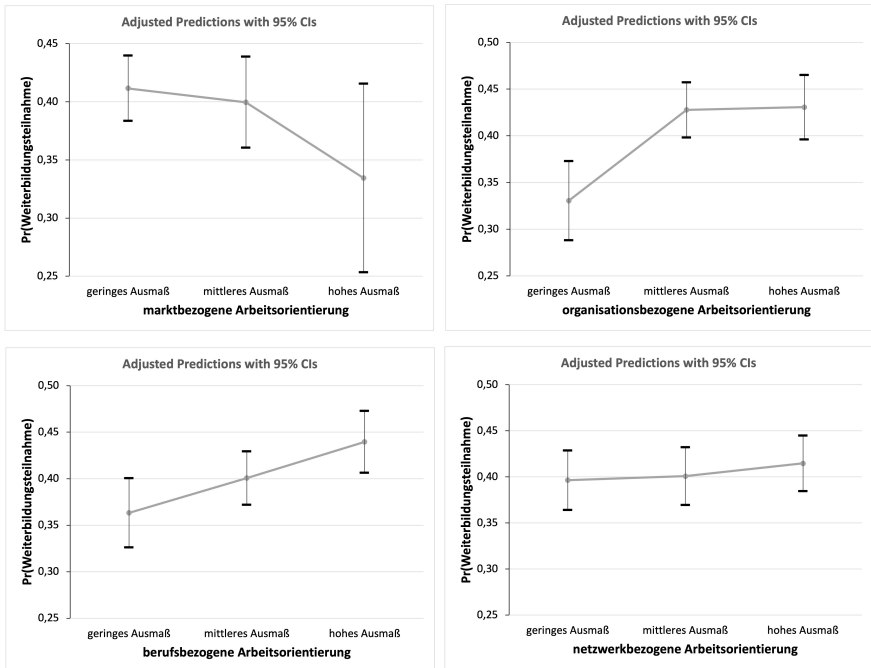 Adjusted Predictions with 95% CIs
Pr(Weiterbildungsteilnahme)
0,45
0,40
0,35
0,30
0,25
geringes Ausmaß mittleres Ausmaß hohes Ausmaß
marktbezogene Arbeitsorientierung
Adjusted Predictions with 95% CIs
Pr(Weiterbildungsteilnahme)
0,50
0,45
0,40
0,35
0,30
0,25
geringes Ausmaß mittleres Ausmaß hohes Ausmaß
organisationsbezogene Arbeitsorientierung
Adjusted Predictions with 95% CIs
Pr(Weiterbildungsteilnahme)
0,50
0,45
0,40
0,35
0,30
0,25
geringes Ausmaß mittleres Ausmaß hohes Ausmaß
berufsbezogene Arbeitsorientierung
Adjusted Predictions with 95% CIs
Pr(Weiterbildungsteilnahme)
0,50
0,45
0,40
0,35
0,30
0,25
geringes Ausmaß mittleres Ausmaß hohes Ausmaß
netzwerkbezogene Arbeitsorientierung